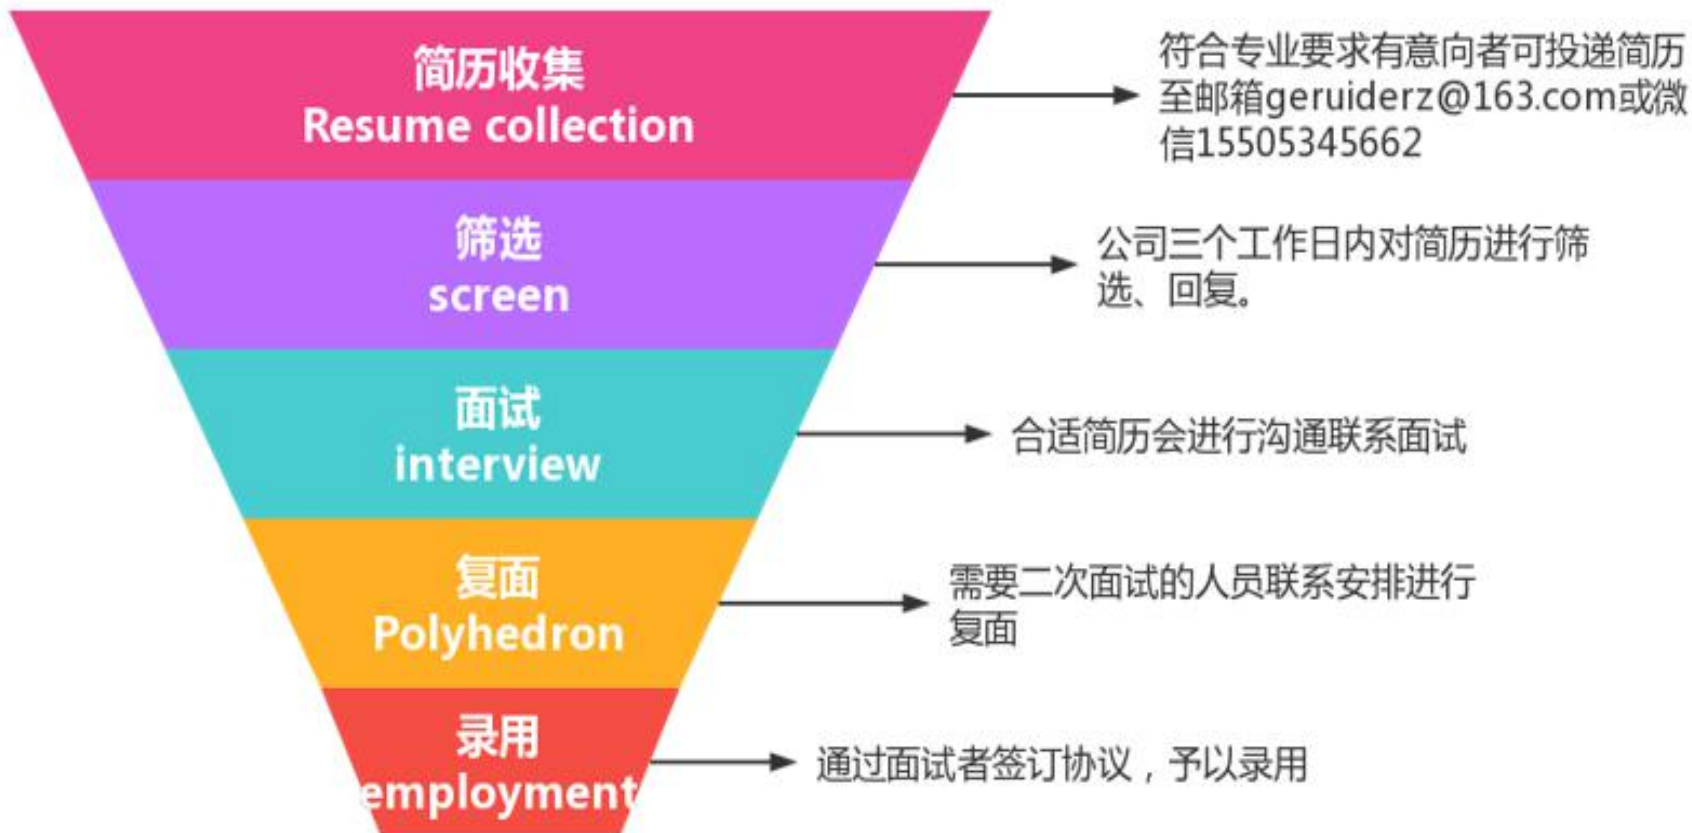 简历收集
Resume collection
符合专业要求有意向者可投递简历
至邮箱geruiderz@163.com或微
信15505345662
筛选
screen
公司三个工作日内对简历进行筛
选、回复。
面试
interview
合适简历会进行沟通联系面试
复面
Polyhedron
需要二次面试的人员联系安排进行
复面
录用
employment
通过面试者签订协议，予以录用